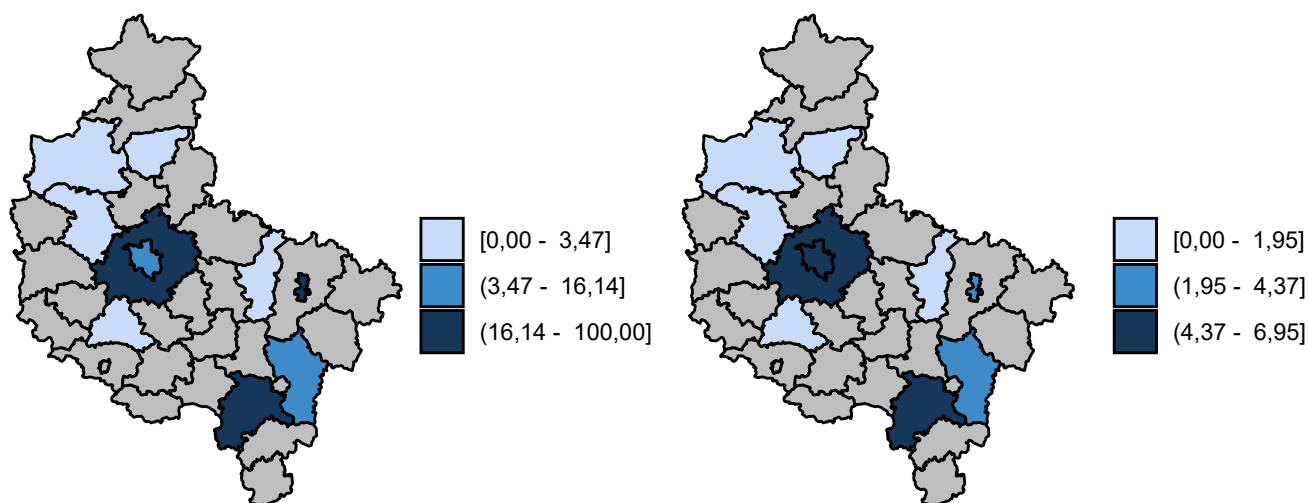 [0,00 - 3,47]
(3,47 - 16,14]
(16,14 - 100,00]
[0,00 - 1,95]
(1,95 - 4,37]
(4,37 - 6,95]